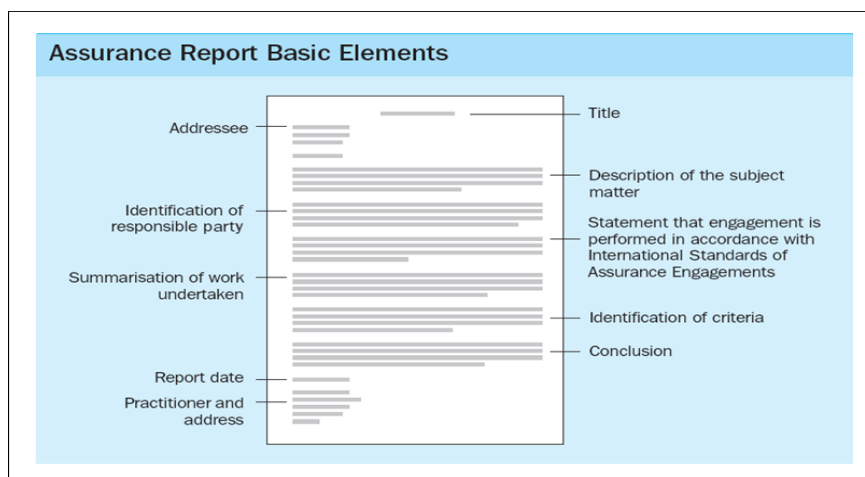 Assurance Report Basic Elements
Title
Addressee
Description of the subject
matter
Identification of
responsible party
Statement that engagement is
performed in accordance with
International Standards of
Assurance Engagements
Summarisation of work
undertaken
Identification of criteria
Conclusion
Report date
Practitioner and
address